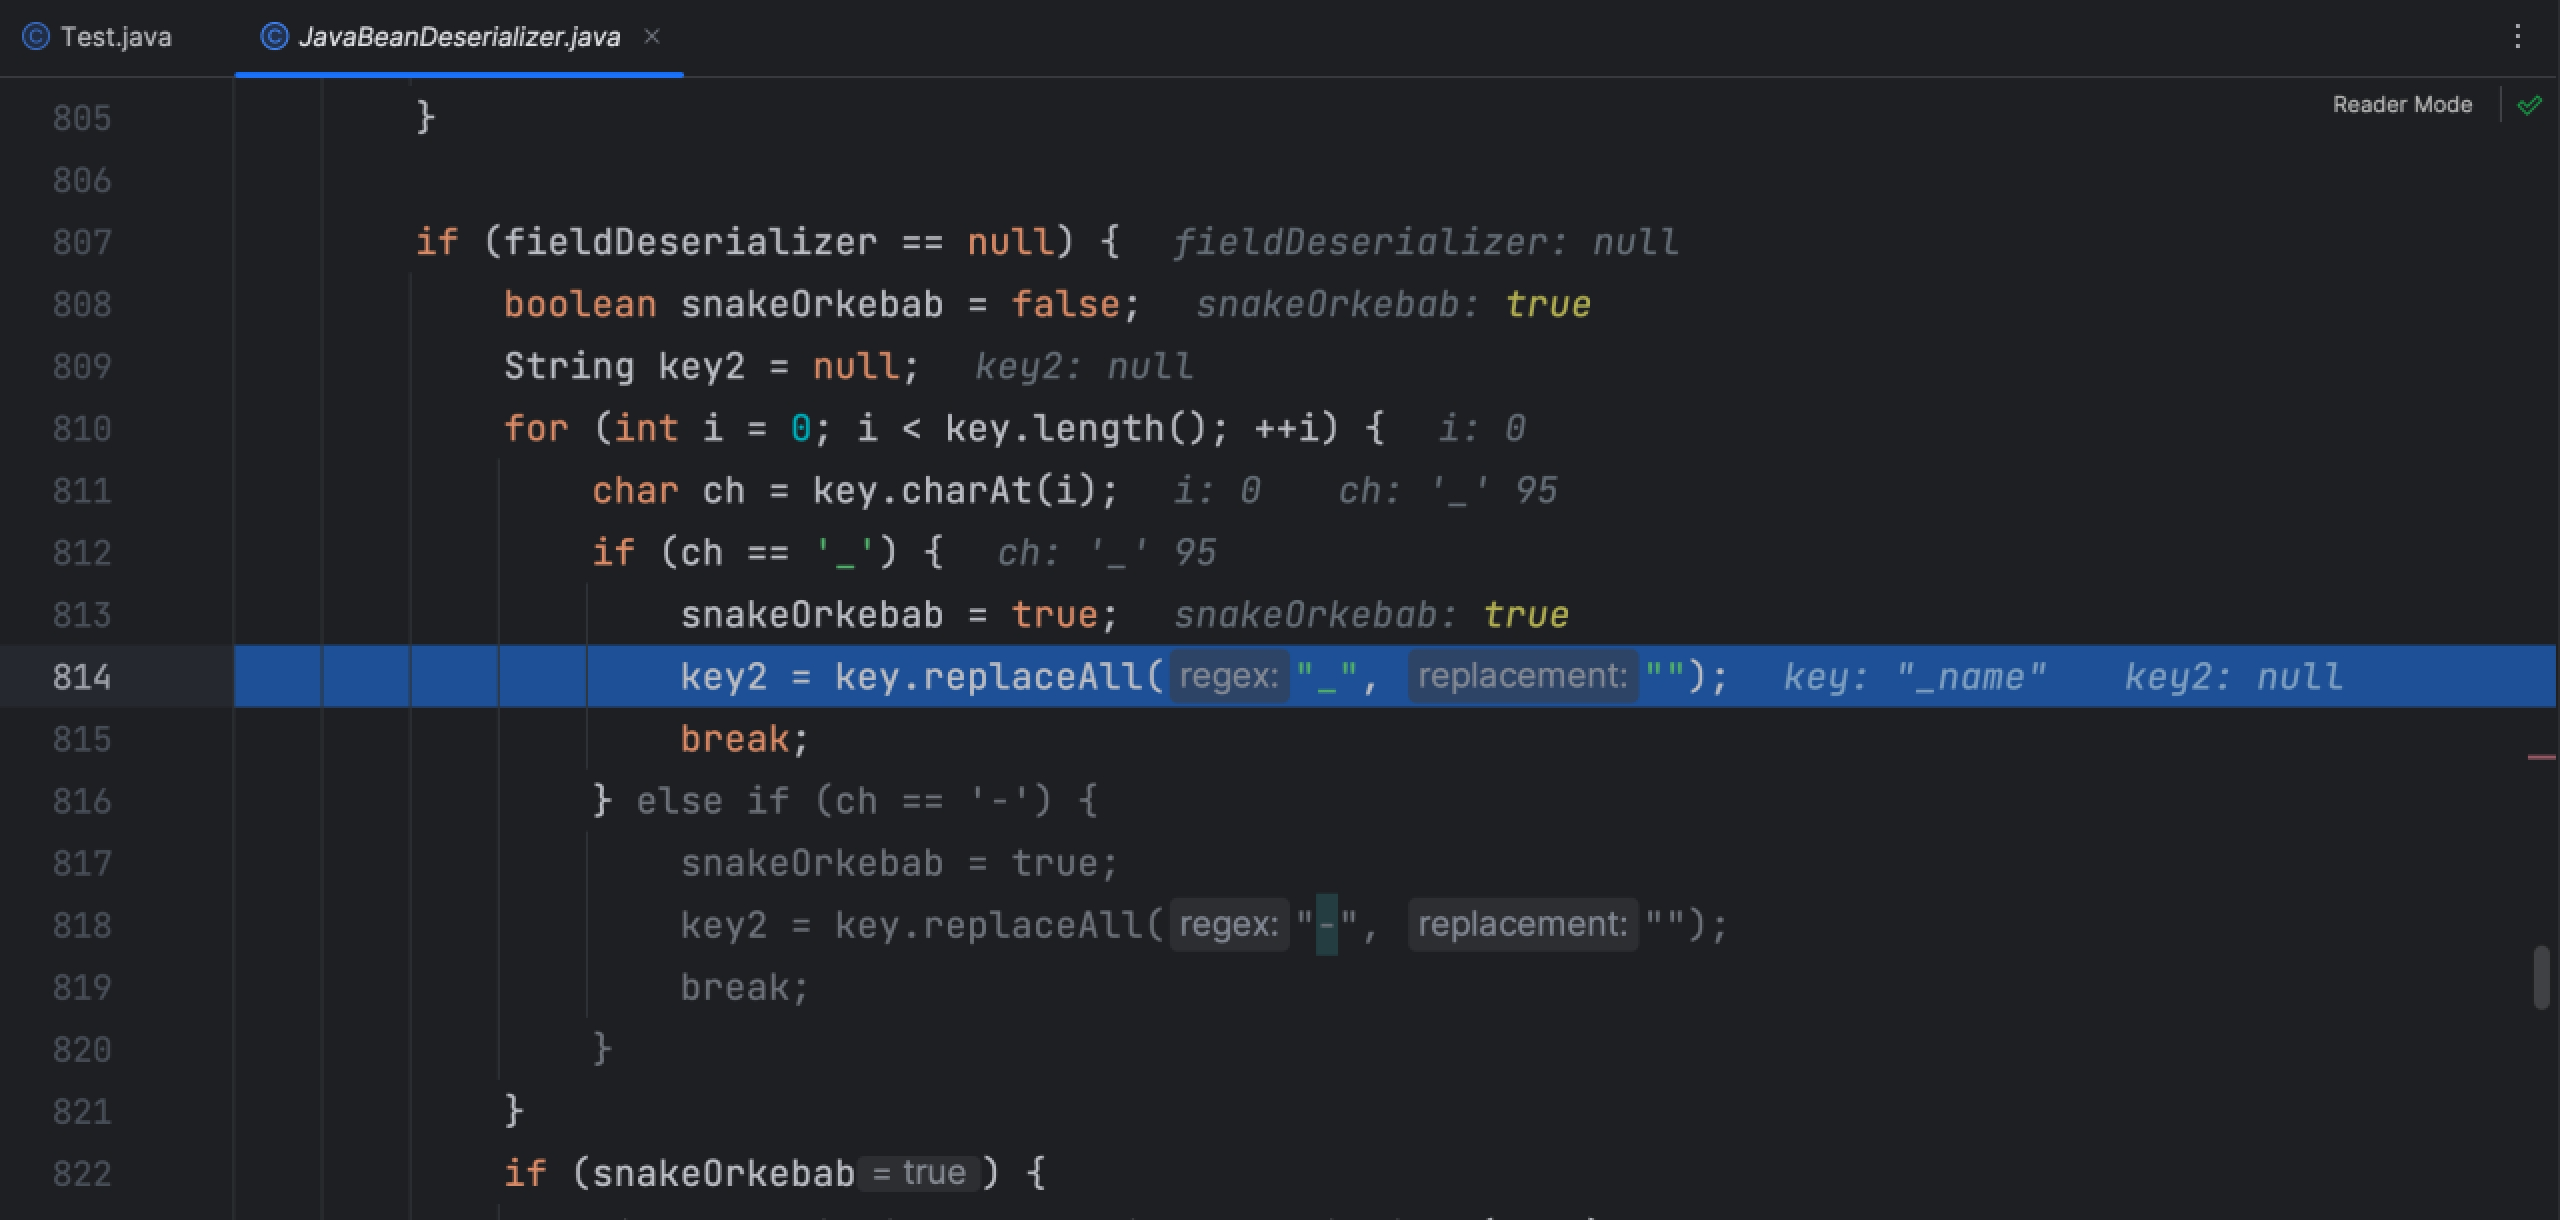 Test.java JavaBeanDeserializer.java
Reader Mode
805 }
806
807 if (fieldDeserializer == null) { fieldDeserializer: null
808 boolean snakeOrkebab = false; snakeOrkebab: true
809 String key2 = null; key2: null
810 for (int i = 0; i < key.length(); ++i) { i: 0
811 char ch = key.charAt(i); i: 0 ch: '_' 95
812 if (ch == '_') { ch: '_' 95
813 snakeOrkebab = true; snakeOrkebab: true
814 key2 = key.replaceAll( regex: "_", replacement: ""); key: "_name" key2: null
815 break;
816 } else if (ch == '-') {
817 snakeOrkebab = true;
818 key2 = key.replaceAll( regex: "-", replacement: "");
819 break;
820 }
821 }
822 if (snakeOrkebab = true ) {